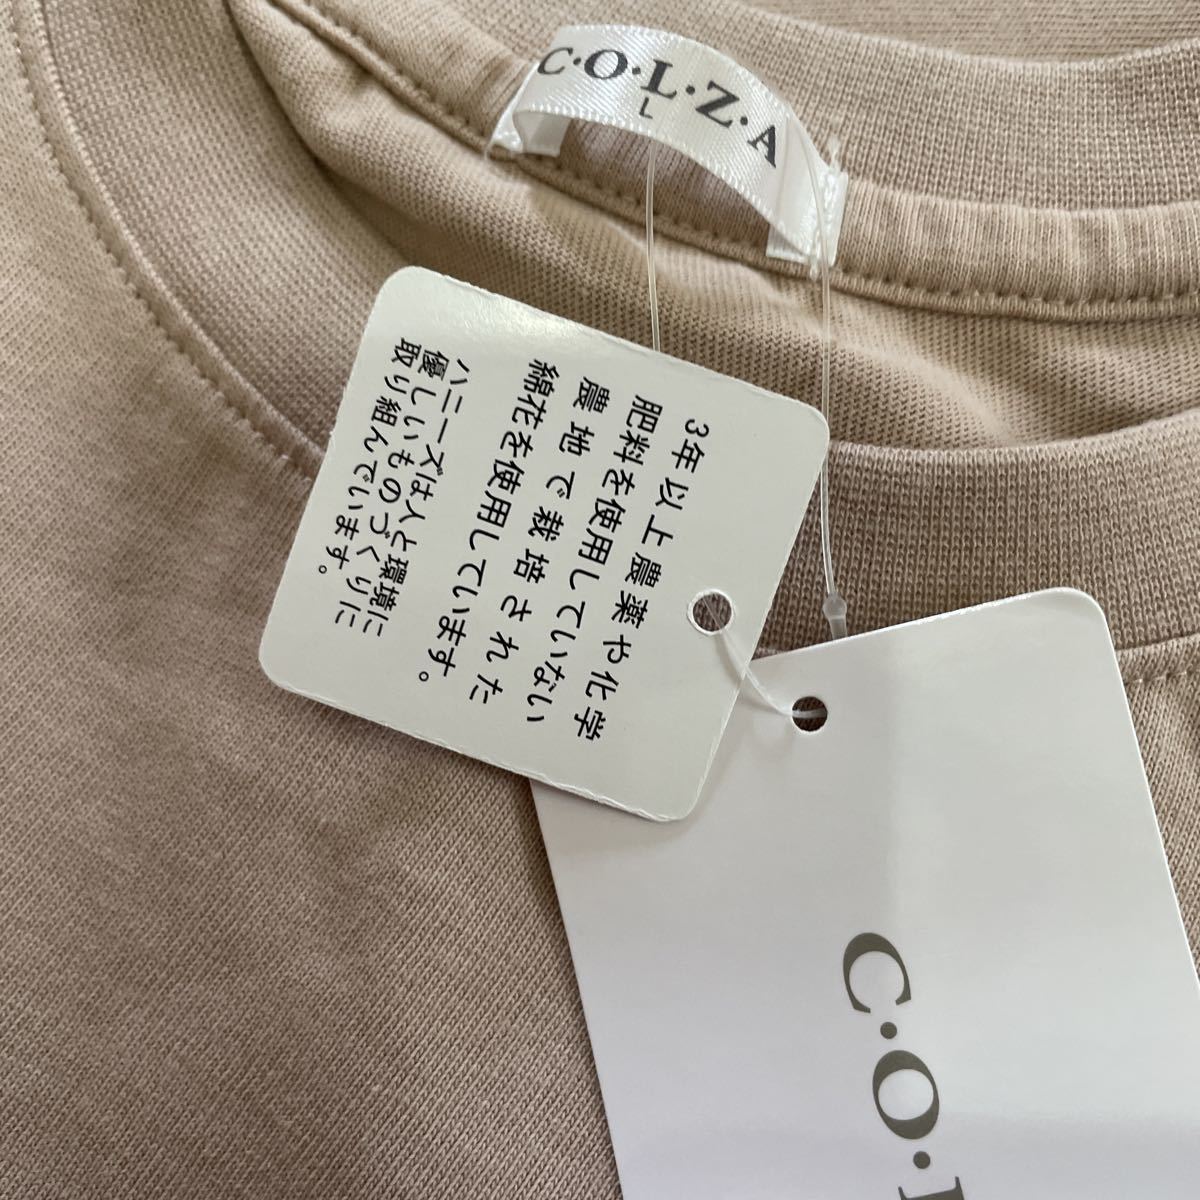 C·O·L·Z·A
L
3年以上農薬や化学
肥料を使用していない
農地で栽培された
綿花を使用しています。
ハニーズは人と環境に
優しいものづくりに
取り組んでいます。
C·O·